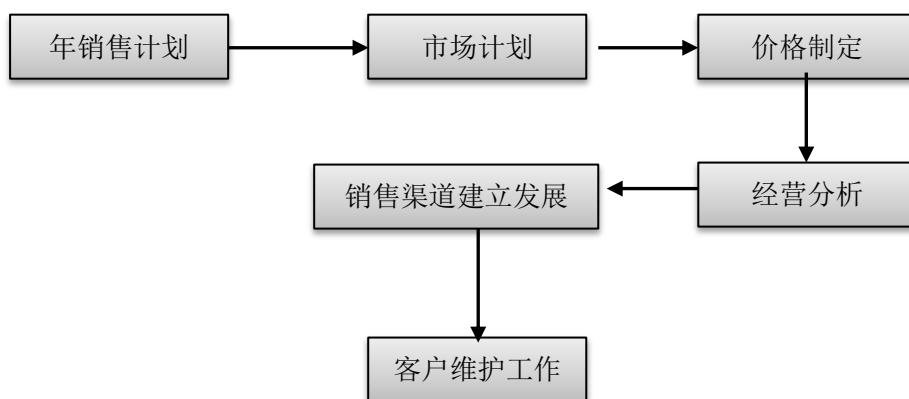 年销售计划
市场计划
价格制定
经营分析
销售渠道建立发展
客户维护工作